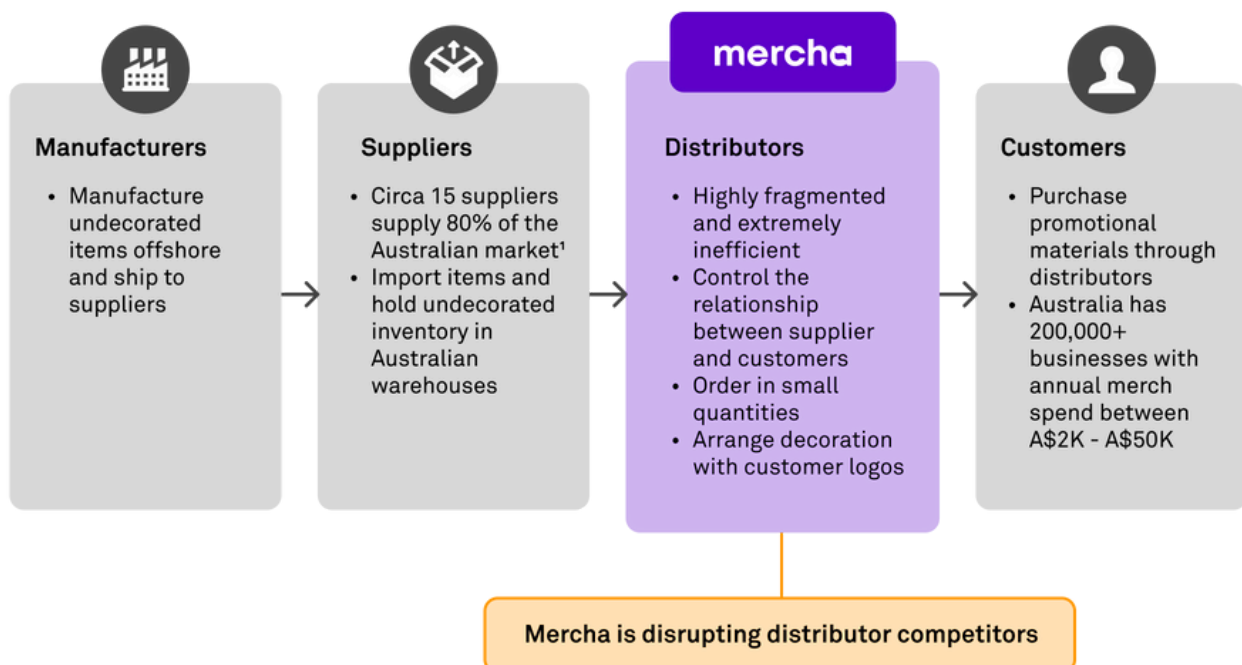 mercha
Manufacturers
• Manufacture
undecorated
items offshore
and ship to
suppliers
Suppliers
• Circa 15 suppliers
supply 80% of the
Australian market¹
• Import items and
hold undecorated
inventory in
Australian
warehouses
Distributors
• Highly fragmented
and extremely
inefficient
• Control the
relationship
between supplier
and customers
• Order in small
quantities
• Arrange decoration
with customer logos
Customers
• Purchase
promotional
materials through
distributors
• Australia has
200,000+
businesses with
annual merch
spend between
A$2K - A$50K
Mercha is disrupting distributor competitors